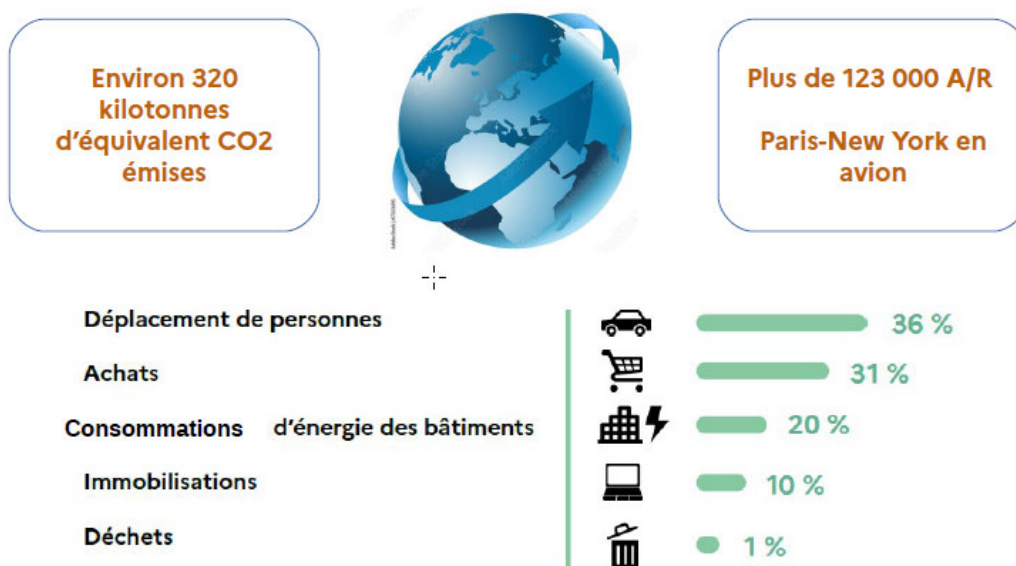 Environ 320
kilotonnes
d'équivalent CO2
émises
Plus de 123 000 A/R
Paris-New York en
avion
Déplacement de personnes 36 %
Achats 31 %
Consommations d'énergie des bâtiments 20 %
Immobilisations 10 %
Déchets 1 %